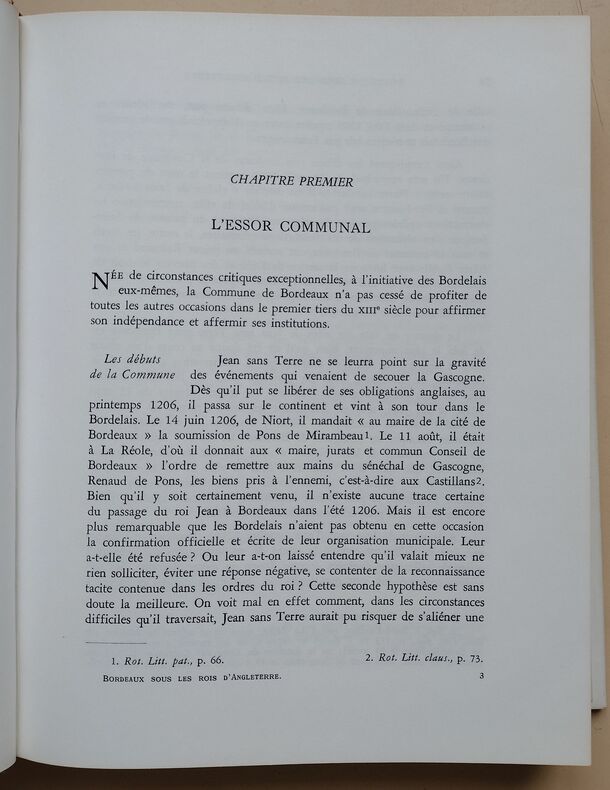 CHAPITRE PREMIER
L'ESSOR COMMUNAL
NÉE de circonstances critiques exceptionnelles, à l'initiative des Bordelais
eux-mêmes, la Commune de Bordeaux n'a pas cessé de profiter de
toutes les autres occasions dans le premier tiers du XIIIe siècle pour affirmer
son indépendance et affermir ses institutions.
Les débuts
de la Commune
Jean sans Terre ne se leurra point sur la gravité
des événements qui venaient de secouer la Gascogne.
Dès qu'il put se libérer de ses obligations anglaises, au
printemps 1206, il passa sur le continent et vint à son tour dans le
Bordelais. Le 14 juin 1206, de Niort, il mandait « au maire de la cité de
Bordeaux » la soumission de Pons de Mirambeau1. Le 11 août, il était
à La Réole, d'où il donnait aux « maire, jurats et commun Conseil de
Bordeaux » l'ordre de remettre aux mains du sénéchal de Gascogne,
Renaud de Pons, les biens pris à l'ennemi, c'est-à-dire aux Castillans2.
Bien qu'il y soit certainement venu, il n'existe aucune trace certaine
du passage du roi Jean à Bordeaux dans l'été 1206. Mais il est encore
plus remarquable que les Bordelais n'aient pas obtenu en cette occasion
la confirmation officielle et écrite de leur organisation municipale. Leur
a-t-elle été refusée ? Ou leur a-t-on laissé entendre qu'il valait mieux ne
rien solliciter, éviter une réponse négative, se contenter de la reconnaissance
tacite contenue dans les ordres du roi ? Cette seconde hypothèse est sans
doute la meilleure. On voit mal en effet comment, dans les circonstances
difficiles qu'il traversait, Jean sans Terre aurait pu risquer de s'aliéner une
1. Rot. Litt. pat., p. 66.
2. Rot. Litt. claus., p. 73.
BORDEAUX SOUS LES ROIS D'ANGLETERRE.
3